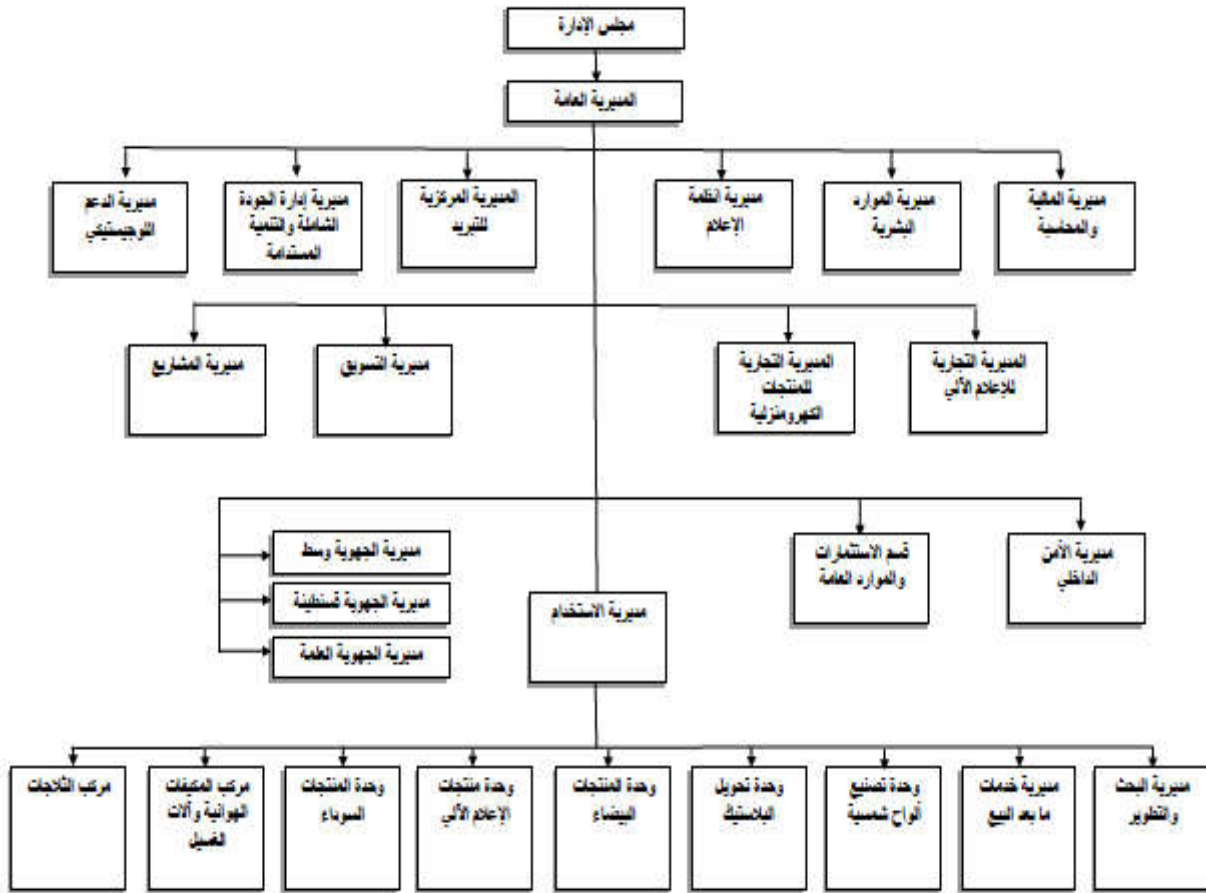 مجلس الإدارة
المديرية العامة
مديرية المالية
والمحاسبة
مديرية الموارد
البشرية
مديرية انظمة
الإعلام
المديرية المركزية
للتبريد
مديرية إدارة الجودة
الشاملة والتنمية
المستدامة
مديرية الدعم
اللوجيستيكي
المديرية التجارية
للإعلام الألي
المديرية التجارية
للمنتجات
الكهرومنزلية
مديرية التسويق
مديرية المشاريع
مديرية الأمن
الداخلي
قسم الاستثمارات
والموارد العامة
مديرية الجهوية وسط
مديرية الجهوية قسنطينة
مديرية الجهوية العلمة
مديرية الاستخدام
مديرية البحث
والتطوير
مديرية خدمات
ما بعد البيع
وحدة تصنيع
ألواح شمسية
وحدة تحويل
البلاستيك
وحدة المنتجات
البيضاء
وحدة منتجات
الإعلام الألي
وحدة المنتجات
السوداء
مركب المكيفات
الهوائية وآلات
الغسيل
مركب الثلاجات